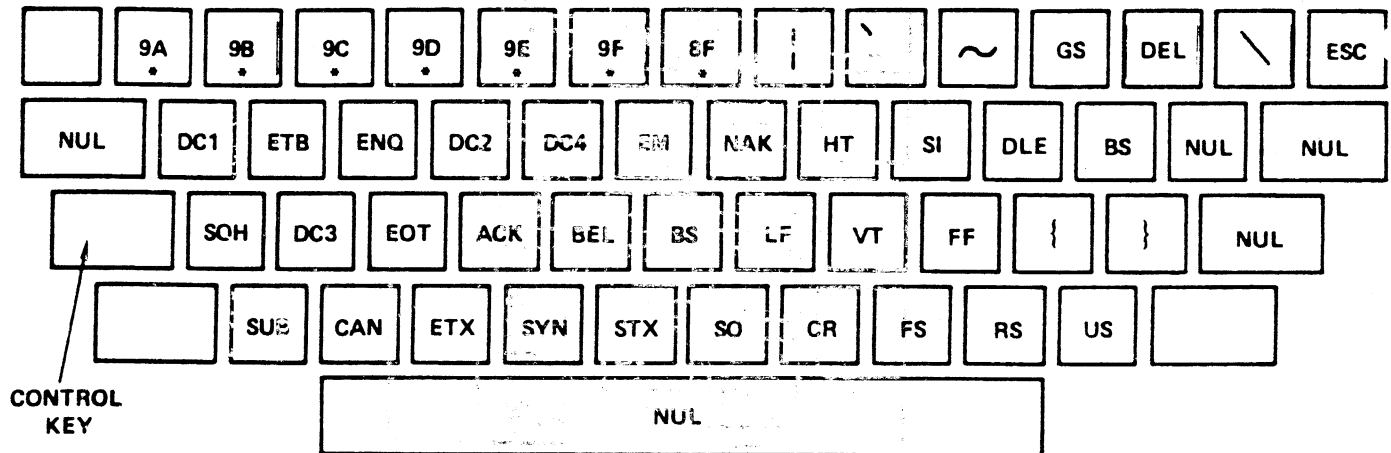 9A 9B 9C 9D 9E 9F 8F ¦ ` ~ GS DEL \ ESC
* * * * * * *
NUL DC1 ETB ENQ DC2 DC4 EM NAK HT SI DLE BS NUL NUL
SOH DC3 EOT ACK BEL BS LF VT FF { } NUL
SUB CAN ETX SYN STX SO CR FS RS US
CONTROL
KEY
NUL